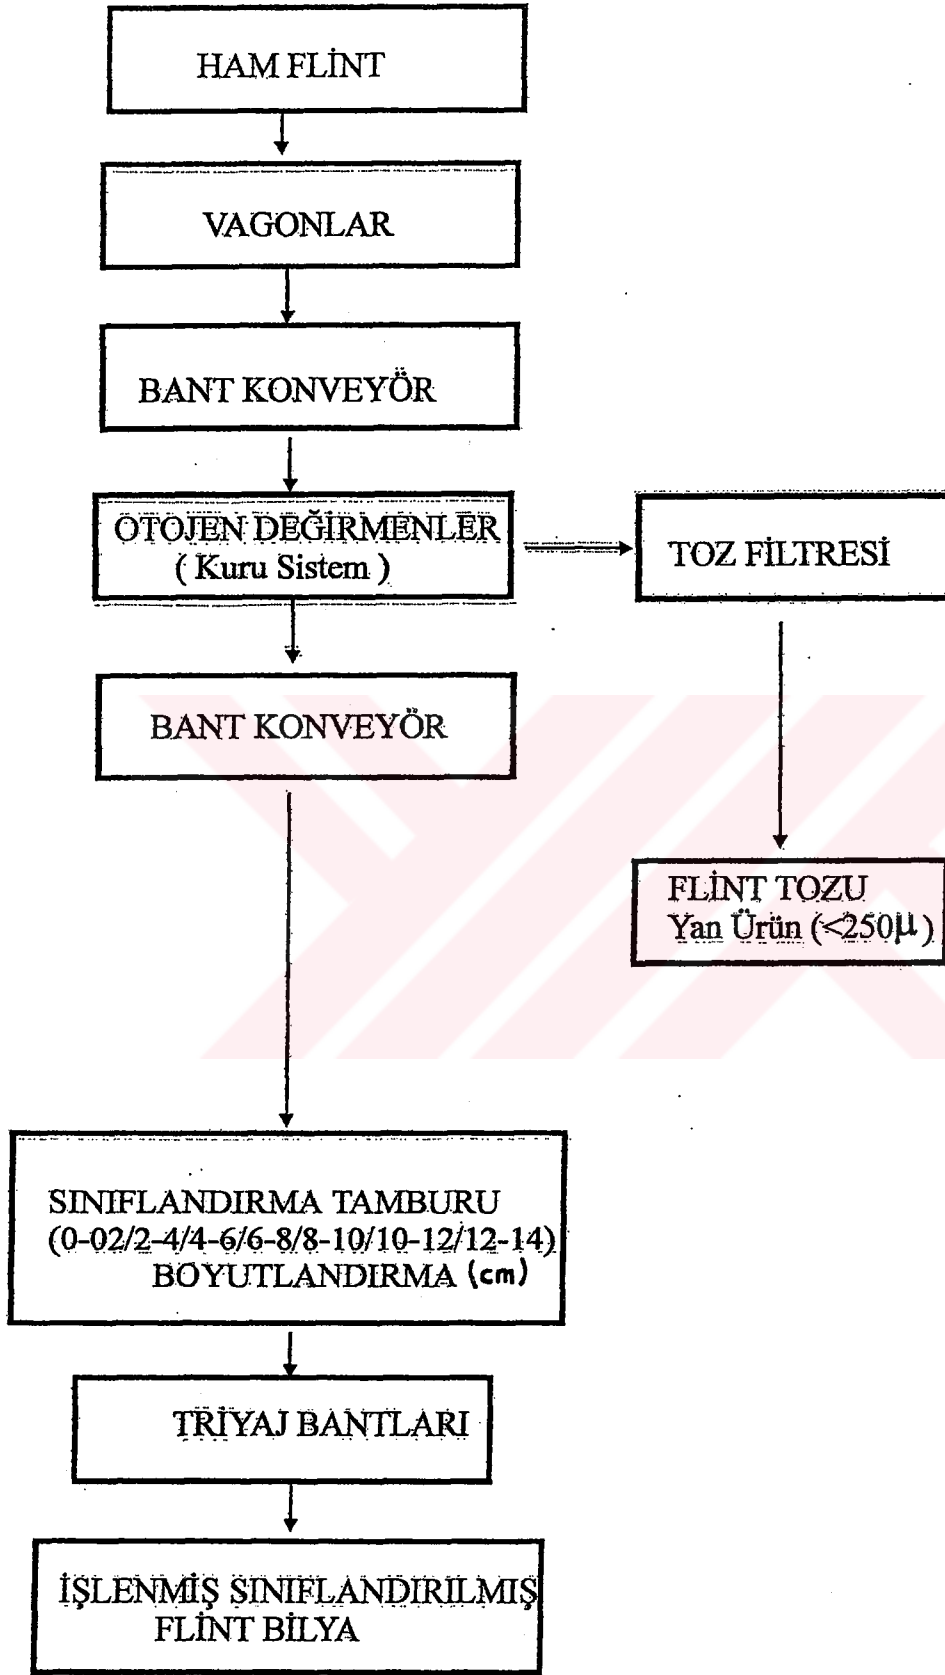 HAM FLİNT
VAGONLAR
BANT KONVEYÖR
OTOJEN DEĞİRMENLER
( Kuru Sistem )
TOZ FİLTRESİ
BANT KONVEYÖR
FLİNT TOZU
Yan Ürün (<250µ)
SINIFLANDIRMA TAMBURU
(0-02/2-4/4-6/6-8/8-10/10-12/12-14)
BOYUTLANDIRMA (cm)
TRİYAJ BANTLARI
İŞLENMİŞ SINIFLANDIRILMIŞ
FLİNT BİLYA